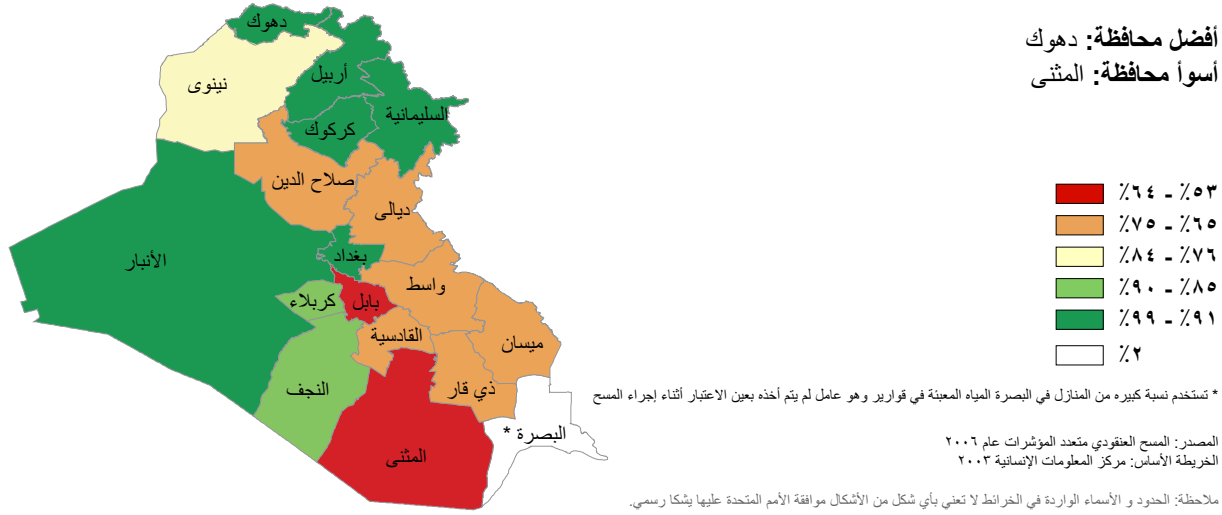 أفضل محافظة: دهوك
أسوأ محافظة: المثنى
٥٣٪ - ٦٤٪
٦٥٪ - ٧٥٪
٧٦٪ - ٨٤٪
٨٥٪ - ٩٠٪
٩١٪ - ٩٩٪
٢٪
* تستخدم نسبة كبيره من المنازل في البصرة المياه المعبنة في قوارير وهو عامل لم يتم أخذه بعين الاعتبار أثناء إجراء المسح
المصدر: المسح العنقودي متعدد المؤشرات عام ٢٠٠٦
الخريطة الأساس: مركز المعلومات الإنسانية ٢٠٠٣
ملاحظة: الحدود و الأسماء الواردة في الخرائط لا تعني بأي شكل من الأشكال موافقة الأمم المتحدة عليها يشكا رسمي.
دهوك
نينوى
أربيل
السليمانية
كركوك
صلاح الدين
ديالى
الأنبار
بغداد
واسط
كربلاء
بابل
القادسية
ميسان
النجف
ذي قار
البصرة *
المثنى